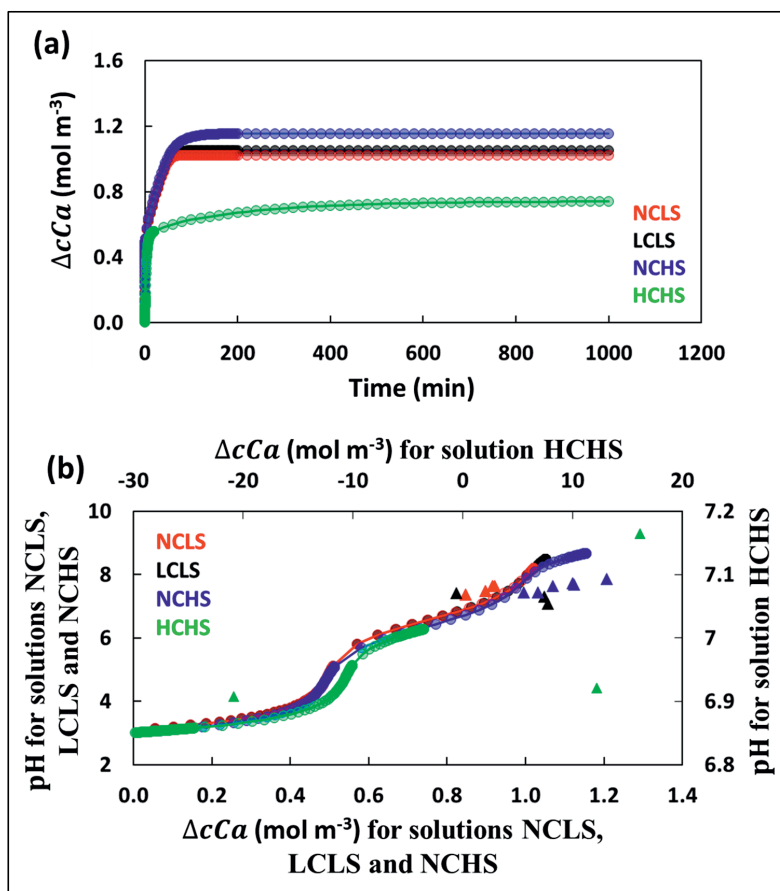 (a)
1.6
1.2
0.8
0.4
0.0
ΔcCa (mol m⁻³)
NCLS
LCLS
NCHS
HCHS
0 200 400 600 800 1000 1200
Time (min)
ΔcCa (mol m⁻³) for solution HCHS
(b)
-30 -20 -10 0 10 20
10
8
6
4
2
pH for solutions NCLS,
LCLS and NCHS
NCLS
LCLS
NCHS
HCHS
7.2
7.1
7
6.9
6.8
pH for solution HCHS
0.0 0.2 0.4 0.6 0.8 1.0 1.2 1.4
ΔcCa (mol m⁻³) for solutions NCLS,
LCLS and NCHS